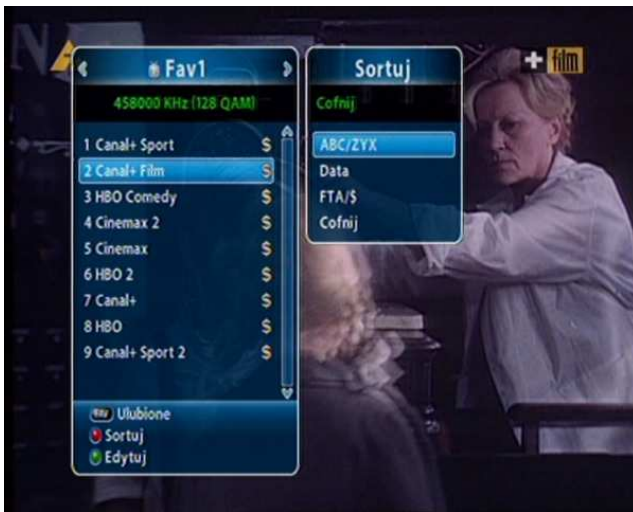 NA
Fav1
458000 KHz (128 QAM)
1 Canal+ Sport $
2 Canal+ Film $
3 HBO Comedy $
4 Cinemax 2 $
5 Cinemax $
6 HBO 2 $
7 Canal+ $
8 HBO $
9 Canal+ Sport 2 $
Ulubione
Sortuj
Edytuj
Sortuj
Cofnij
ABC/ZYX
Data
FTA/$
Cofnij
+ film